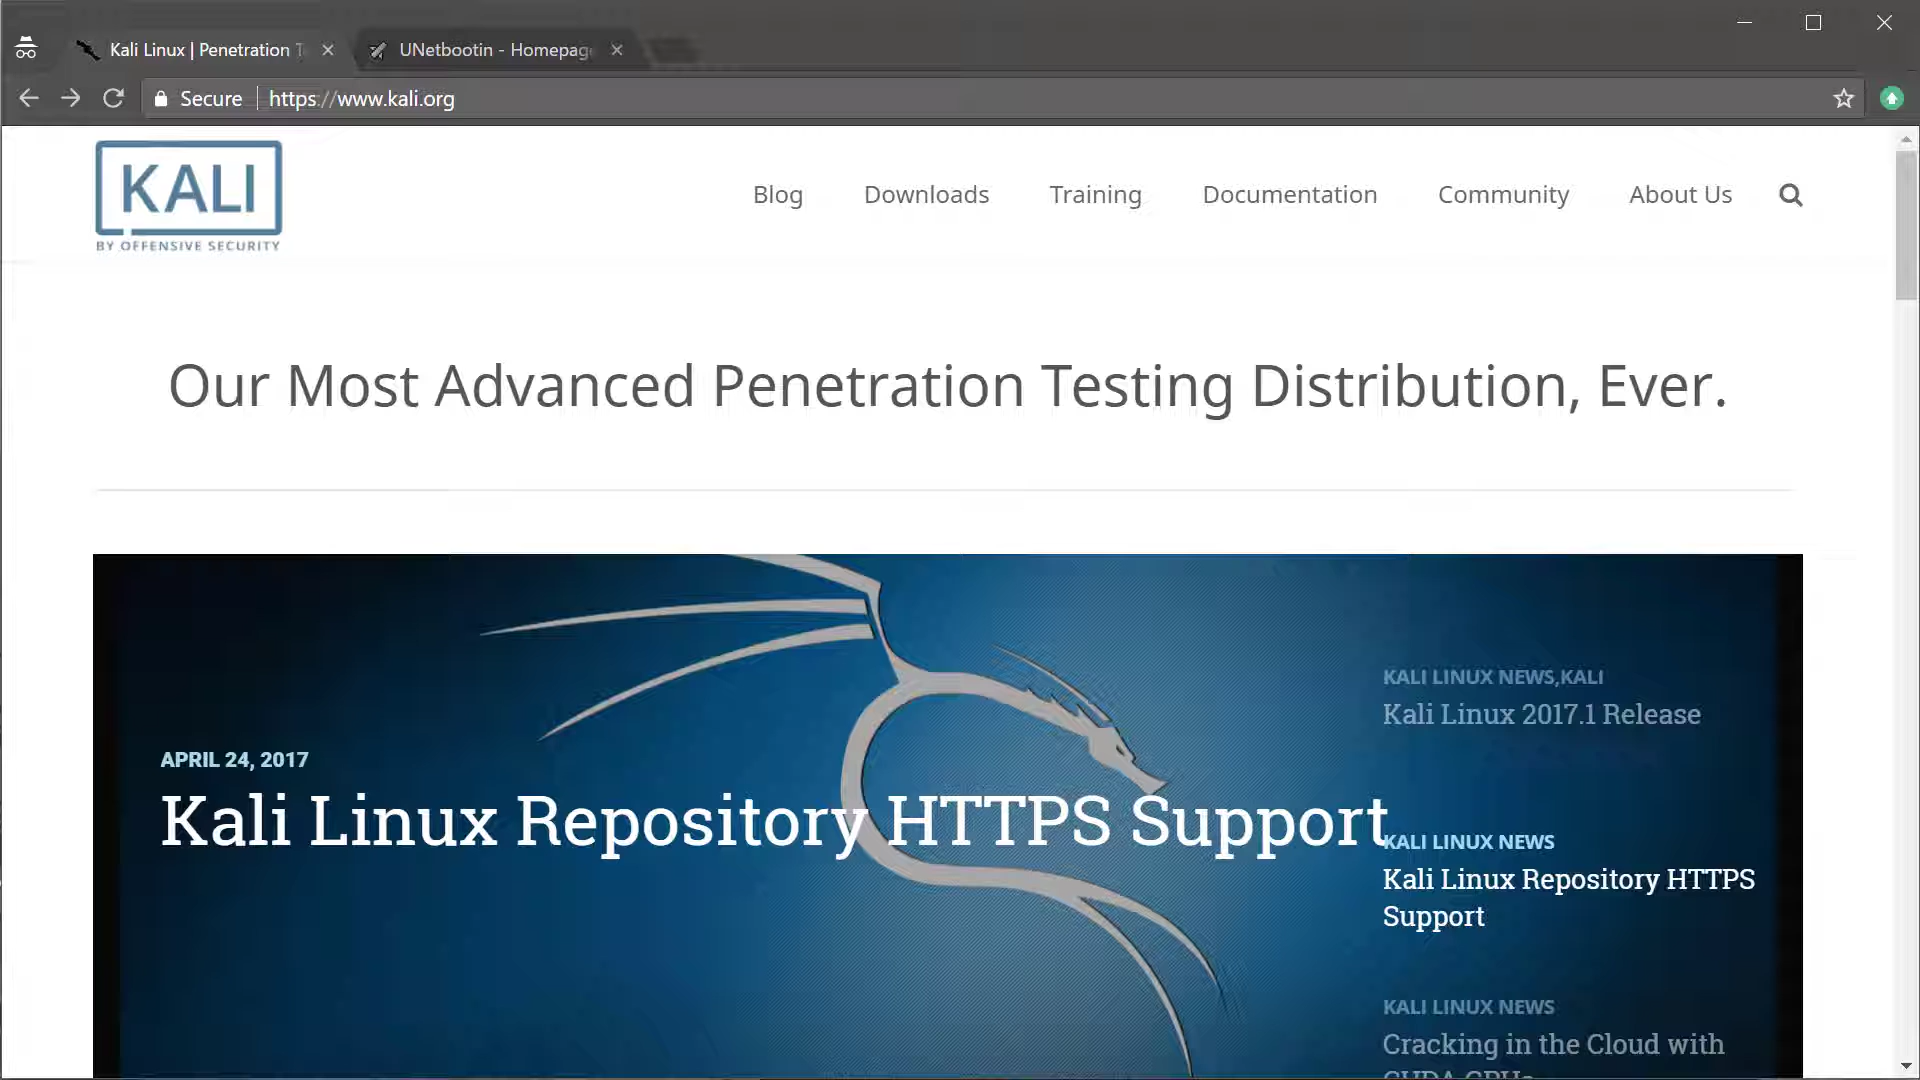 Kali Linux | Penetration T
UNetbootin - Homepag
Secure
https://www.kali.org
KALI
BY OFFENSIVE SECURITY
Blog
Downloads
Training
Documentation
Community
About Us
Our Most Advanced Penetration Testing Distribution, Ever.
KALI LINUX NEWS,KALI
Kali Linux 2017.1 Release
APRIL 24, 2017
Kali Linux Repository HTTPS Support
KALI LINUX NEWS
Kali Linux Repository HTTPS
Support
KALI LINUX NEWS
Cracking in the Cloud with